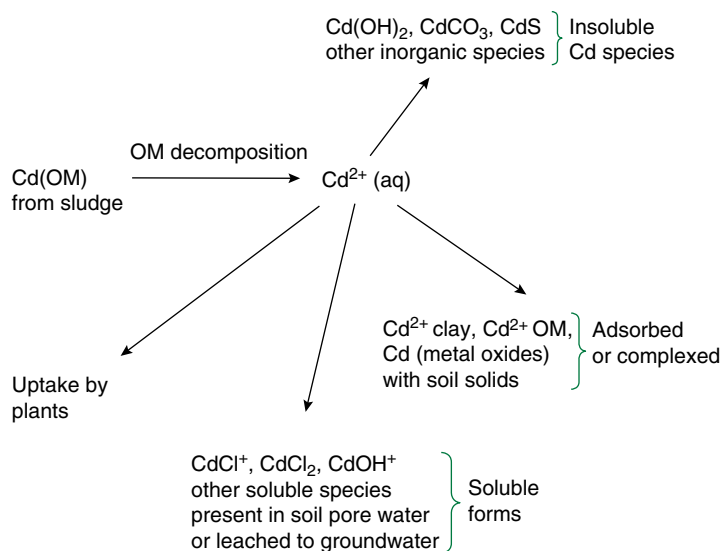 Cd(OH)₂, CdCO₃, CdS
other inorganic species
Insoluble
Cd species
OM decomposition
Cd(OM)
from sludge
Cd²⁺ (aq)
Cd²⁺ clay, Cd²⁺ OM,
Cd (metal oxides)
with soil solids
Adsorbed
or complexed
Uptake by
plants
CdCl⁺, CdCl₂, CdOH⁺
other soluble species
present in soil pore water
or leached to groundwater
Soluble
forms